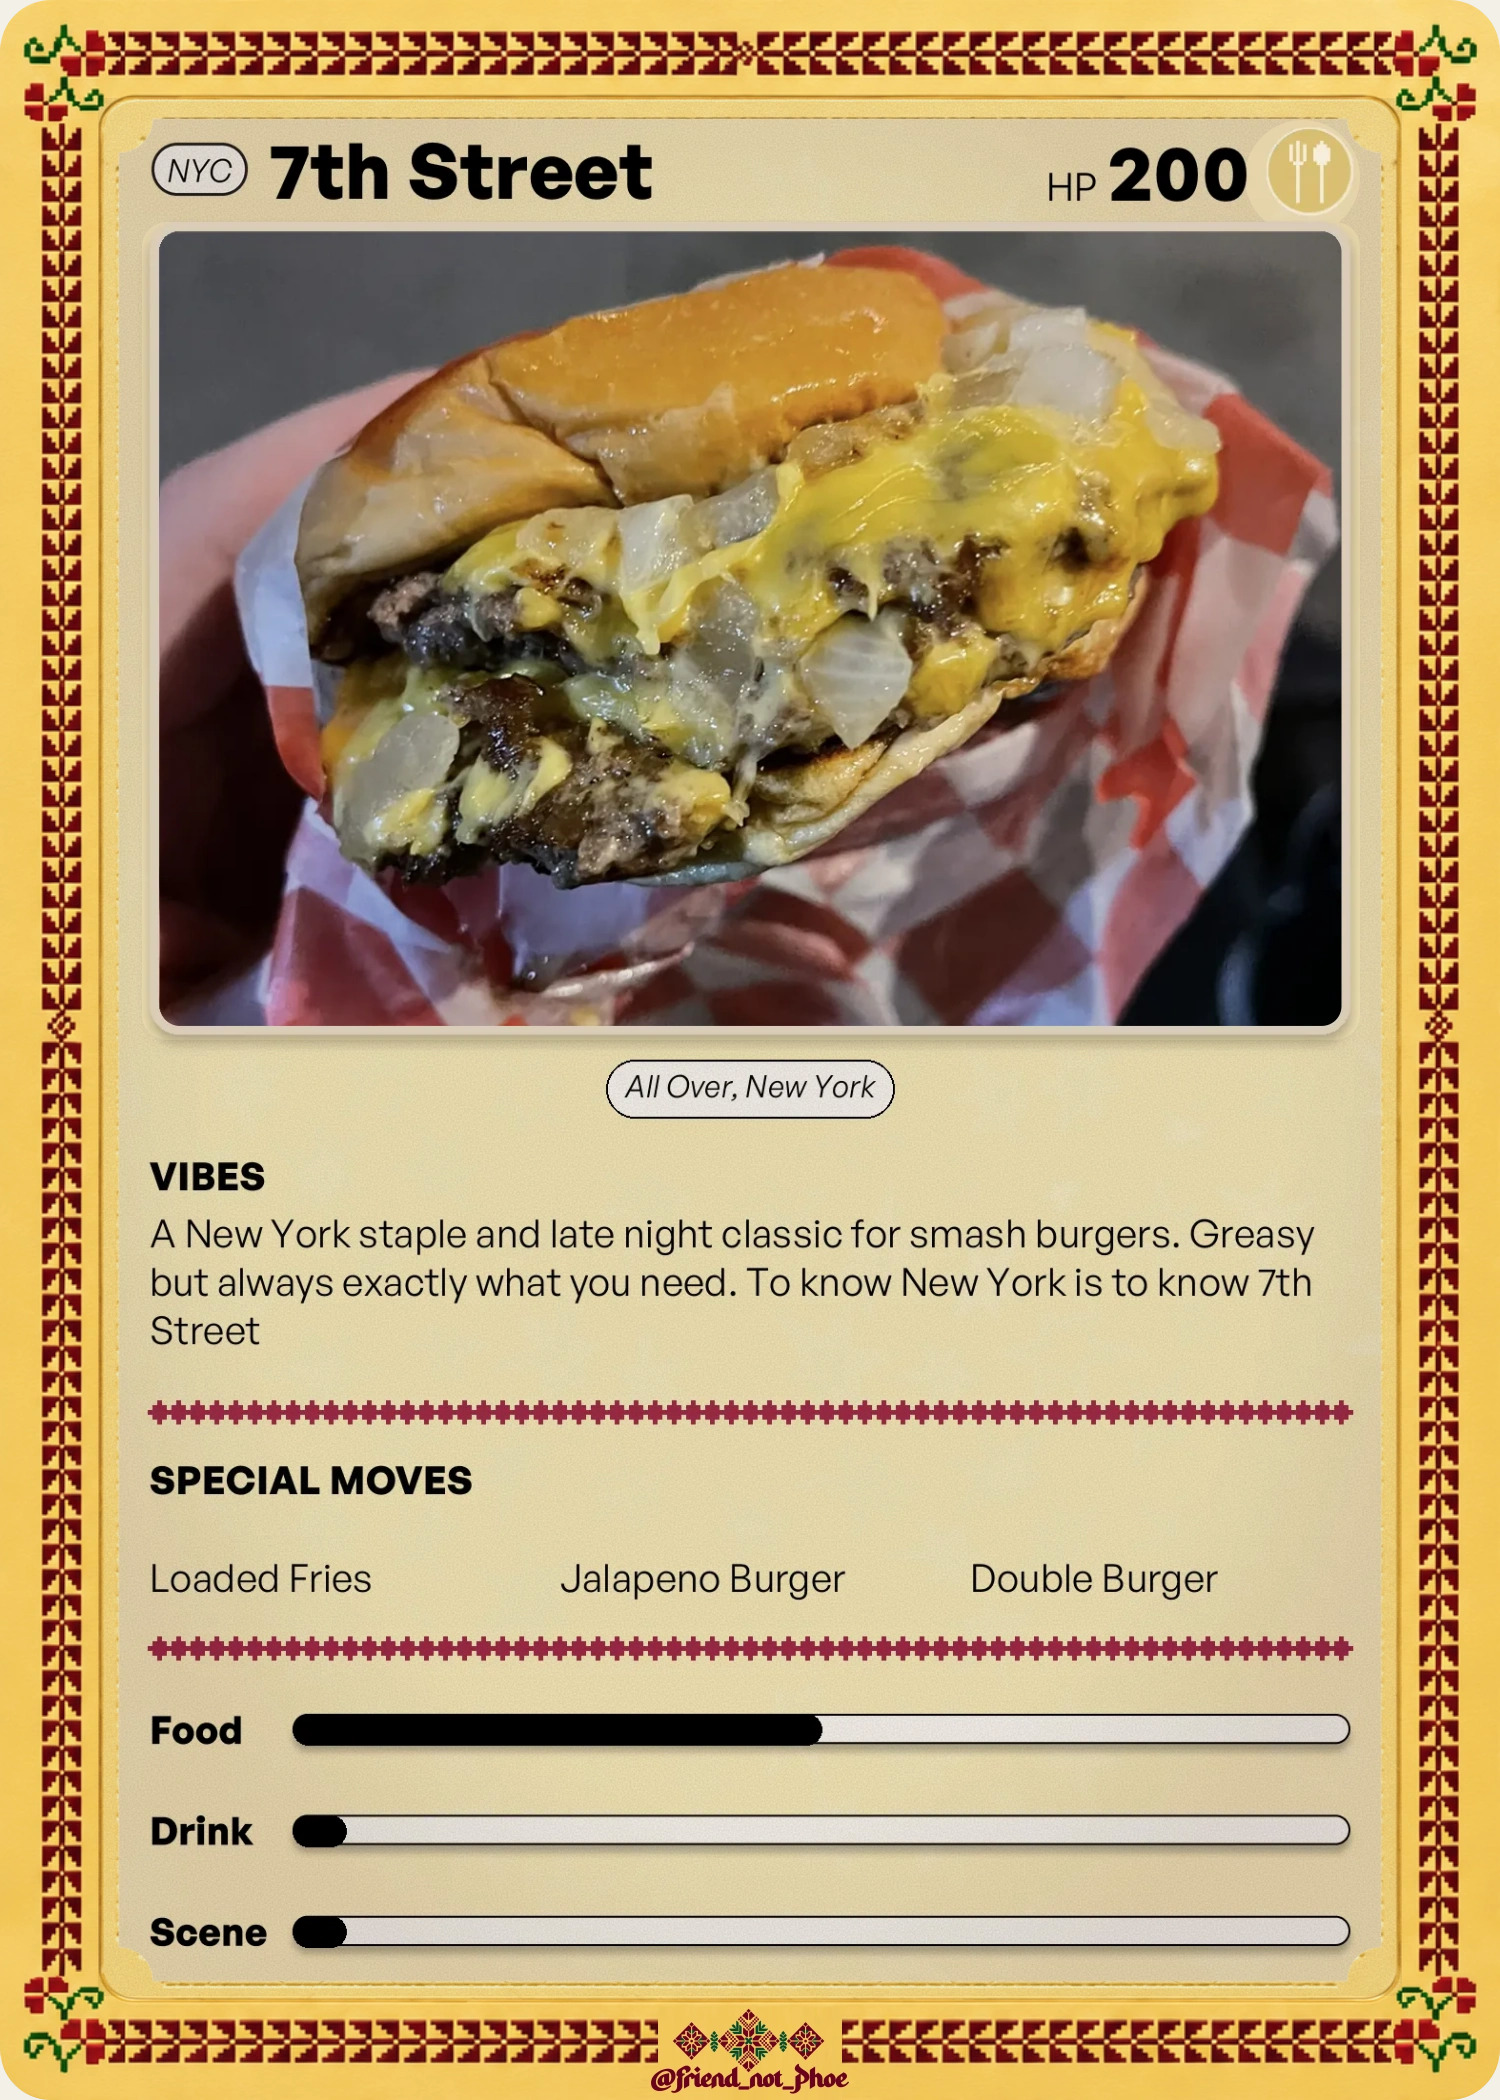 NYC 7th Street HP 200
All Over, New York
VIBES
A New York staple and late night classic for smash burgers. Greasy
but always exactly what you need. To know New York is to know 7th
Street
SPECIAL MOVES
Loaded Fries Jalapeno Burger Double Burger
Food
Drink
Scene
@friend_not_phoe